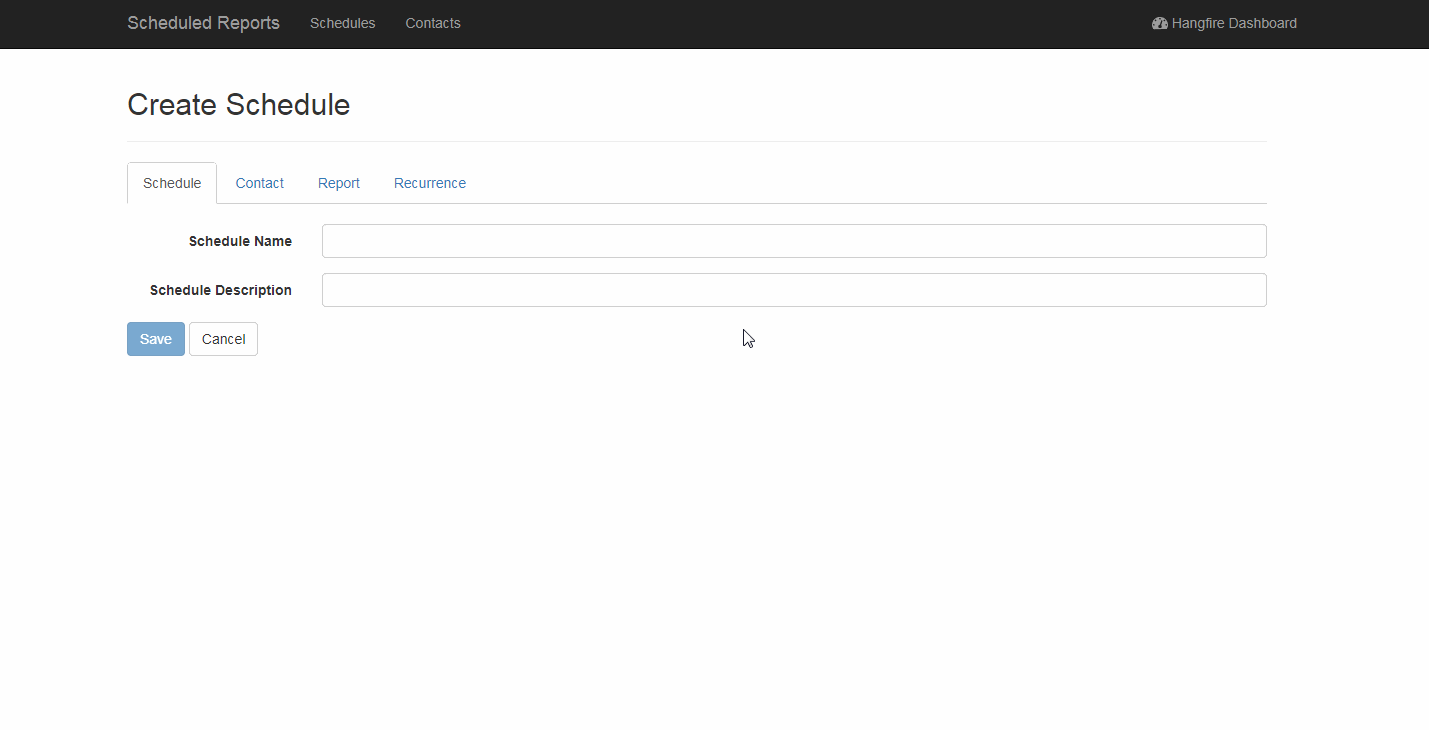 Scheduled Reports Schedules Contacts Hangfire Dashboard
Create Schedule
Schedule Contact Report Recurrence
Schedule Name
Schedule Description
Save Cancel